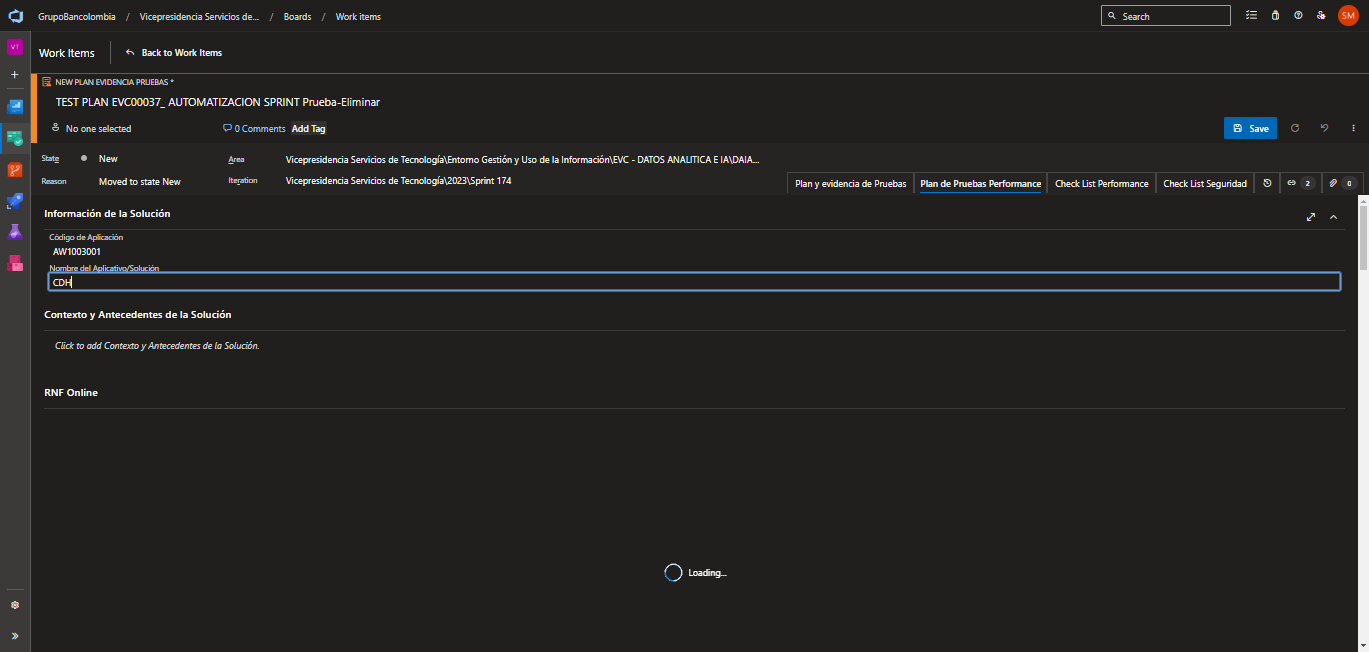 GrupoBancolombia / Vicepresidencia Servicios de... / Boards / Work items
Search
SM
VT
Work Items
Back to Work Items
NEW PLAN EVIDENCIA PRUEBAS *
TEST PLAN EVC00037_ AUTOMATIZACION SPRINT Prueba-Eliminar
No one selected
0 Comments
Add Tag
Save
State
New
Area
Vicepresidencia Servicios de Tecnología\Entorno Gestión y Uso de la Información\EVC - DATOS ANALITICA E IA\DAIA...
Reason
Moved to state New
Iteration
Vicepresidencia Servicios de Tecnología\2023\Sprint 174
Plan y evidencia de Pruebas
Plan de Pruebas Performance
Check List Performance
Check List Seguridad
2
0
Información de la Solución
Código de Aplicación
AW1003001
Nombre del Aplicativo/Solución
CDH
Contexto y Antecedentes de la Solución
Click to add Contexto y Antecedentes de la Solución.
RNF Online
Loading...